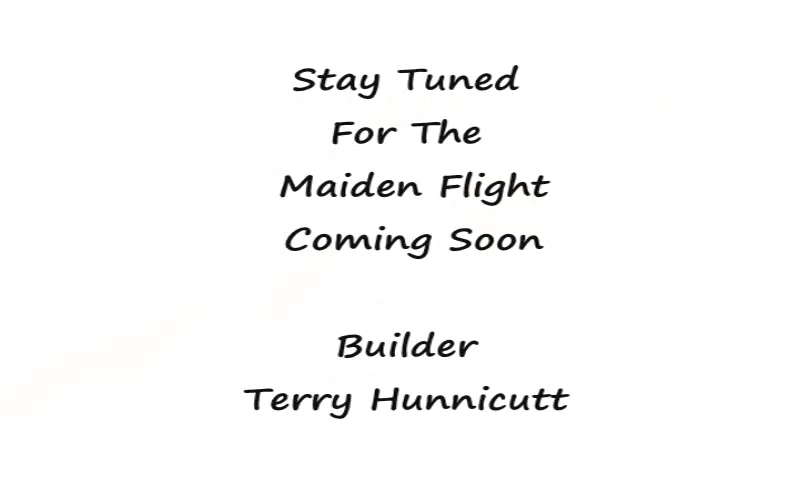 Stay Tuned
For The
Maiden Flight
Coming Soon
Builder
Terry Hunnicutt